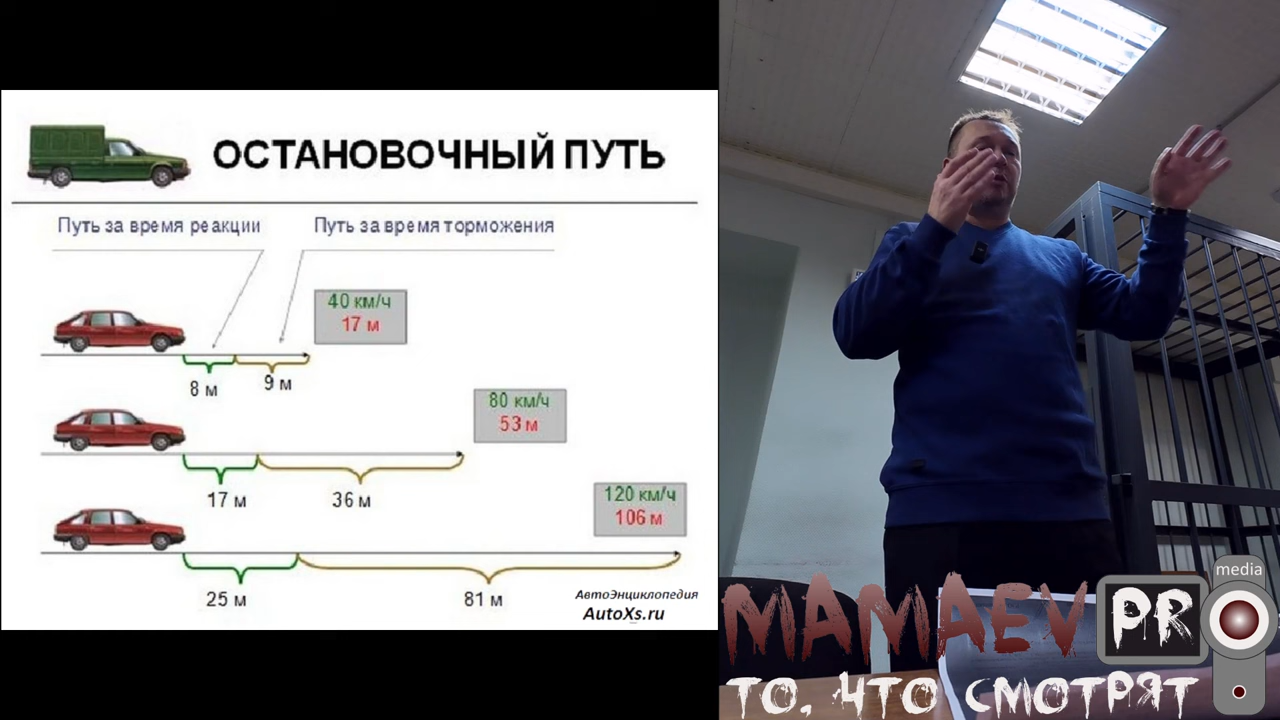 ОСТАНОВОЧНЫЙ ПУТЬ
Путь за время реакции
Путь за время торможения
40 км/ч
17 м
8 м
9 м
80 км/ч
53 м
17 м
36 м
120 км/ч
106 м
25 м
81 м
АвтоЭнциклопедия
AutoXs.ru
media
MAMAEV PRO
ТО, ЧТО СМОТРЯТ